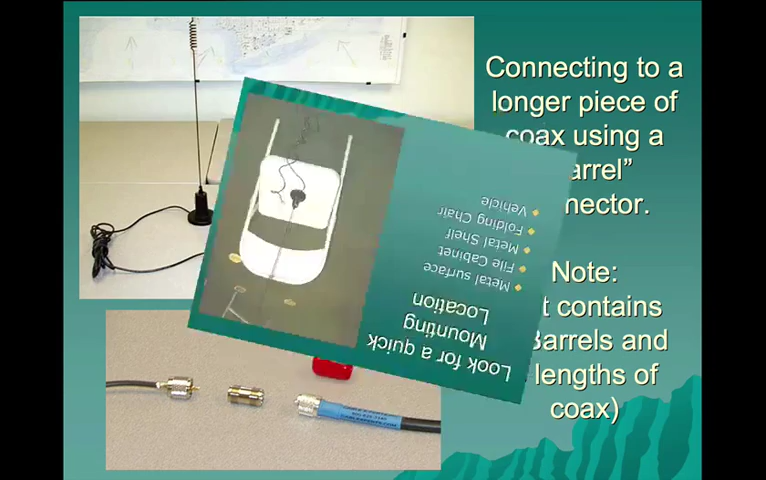 Connecting to a
longer piece of
coax using a
arrel”
nector.
Note:
t contains
arrels and
lengths of
coax)
Look for a quick
Mounting
Location
Metal surface
File Cabinet
Metal Shelf
Folding Chair
Vehicle